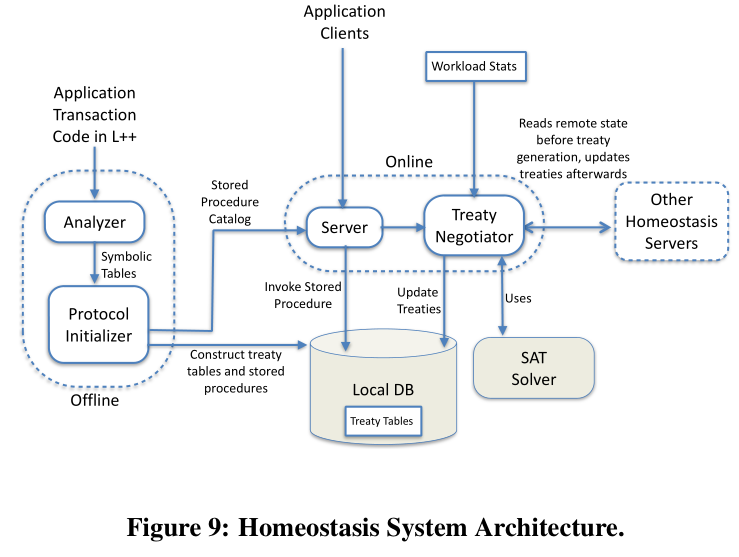 Application
Clients
Workload Stats
Application
Transaction
Code in L++
Reads remote state
before treaty
generation, updates
treaties afterwards
Online
Stored
Procedure
Catalog
Analyzer
Server
Treaty
Negotiator
Other
Homeostasis
Servers
Symbolic
Tables
Protocol
Initializer
Invoke Stored
Procedure
Update
Treaties
Uses
Construct treaty
tables and stored
procedures
Offline
Local DB
Treaty Tables
SAT
Solver
Figure 9: Homeostasis System Architecture.